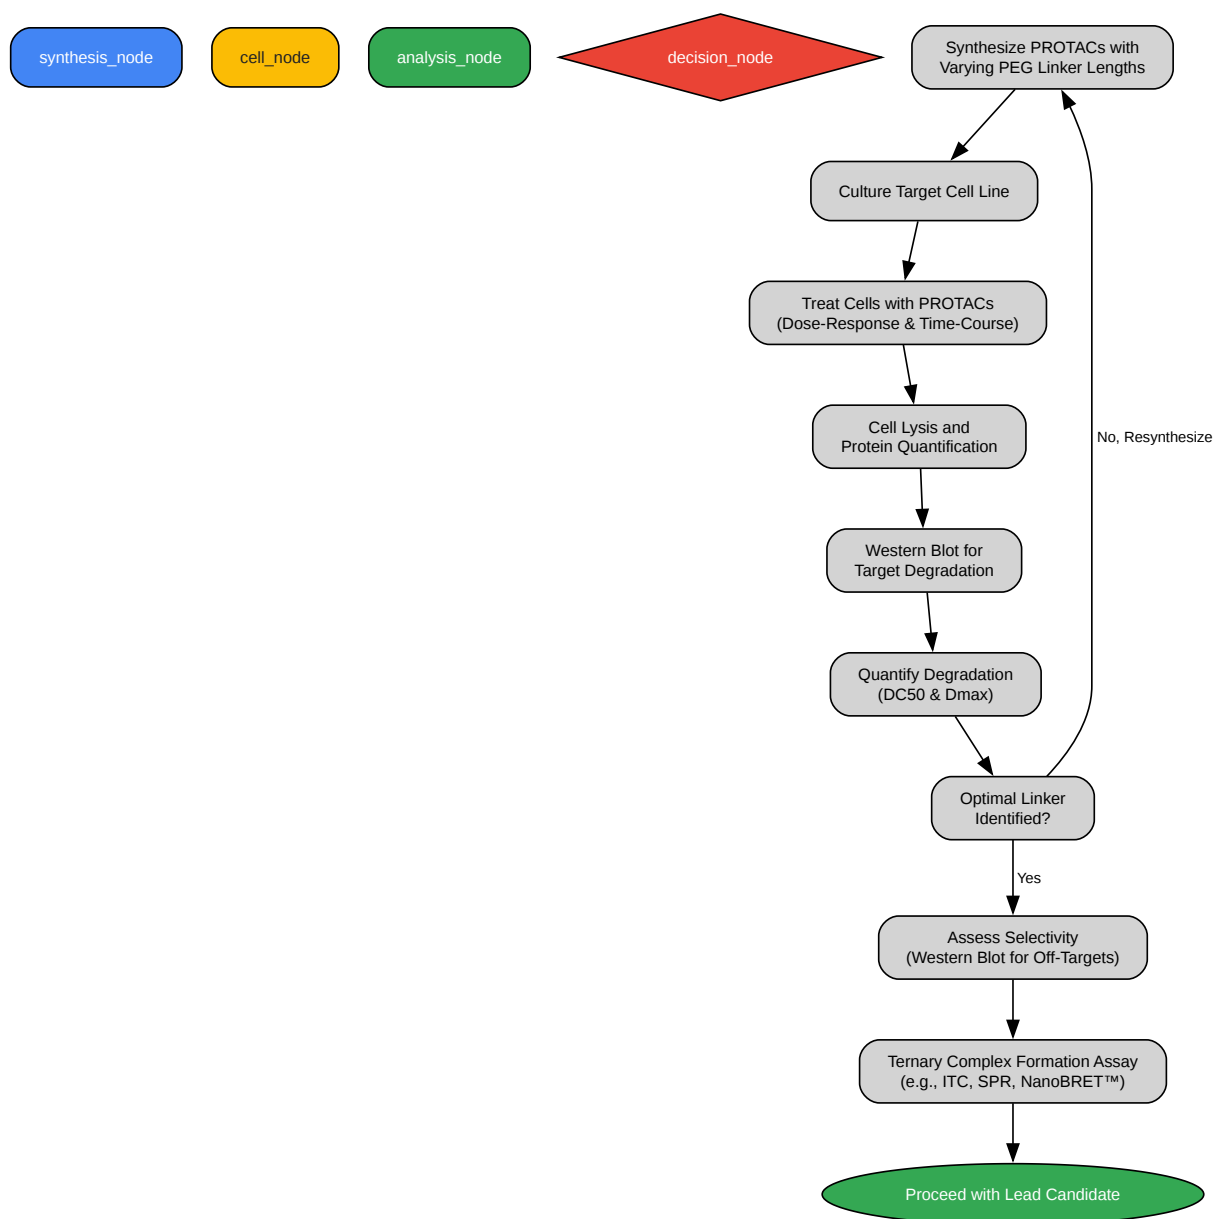 synthesis_node
cell_node
analysis_node
decision_node
Synthesize PROTACs with
Varying PEG Linker Lengths
Culture Target Cell Line
Treat Cells with PROTACs
(Dose-Response & Time-Course)
Cell Lysis and
Protein Quantification
No, Resynthesize
Western Blot for
Target Degradation
Quantify Degradation
(DC50 & Dmax)
Optimal Linker
Identified?
Yes
Assess Selectivity
(Western Blot for Off-Targets)
Ternary Complex Formation Assay
(e.g., ITC, SPR, NanoBRET™)
Proceed with Lead Candidate